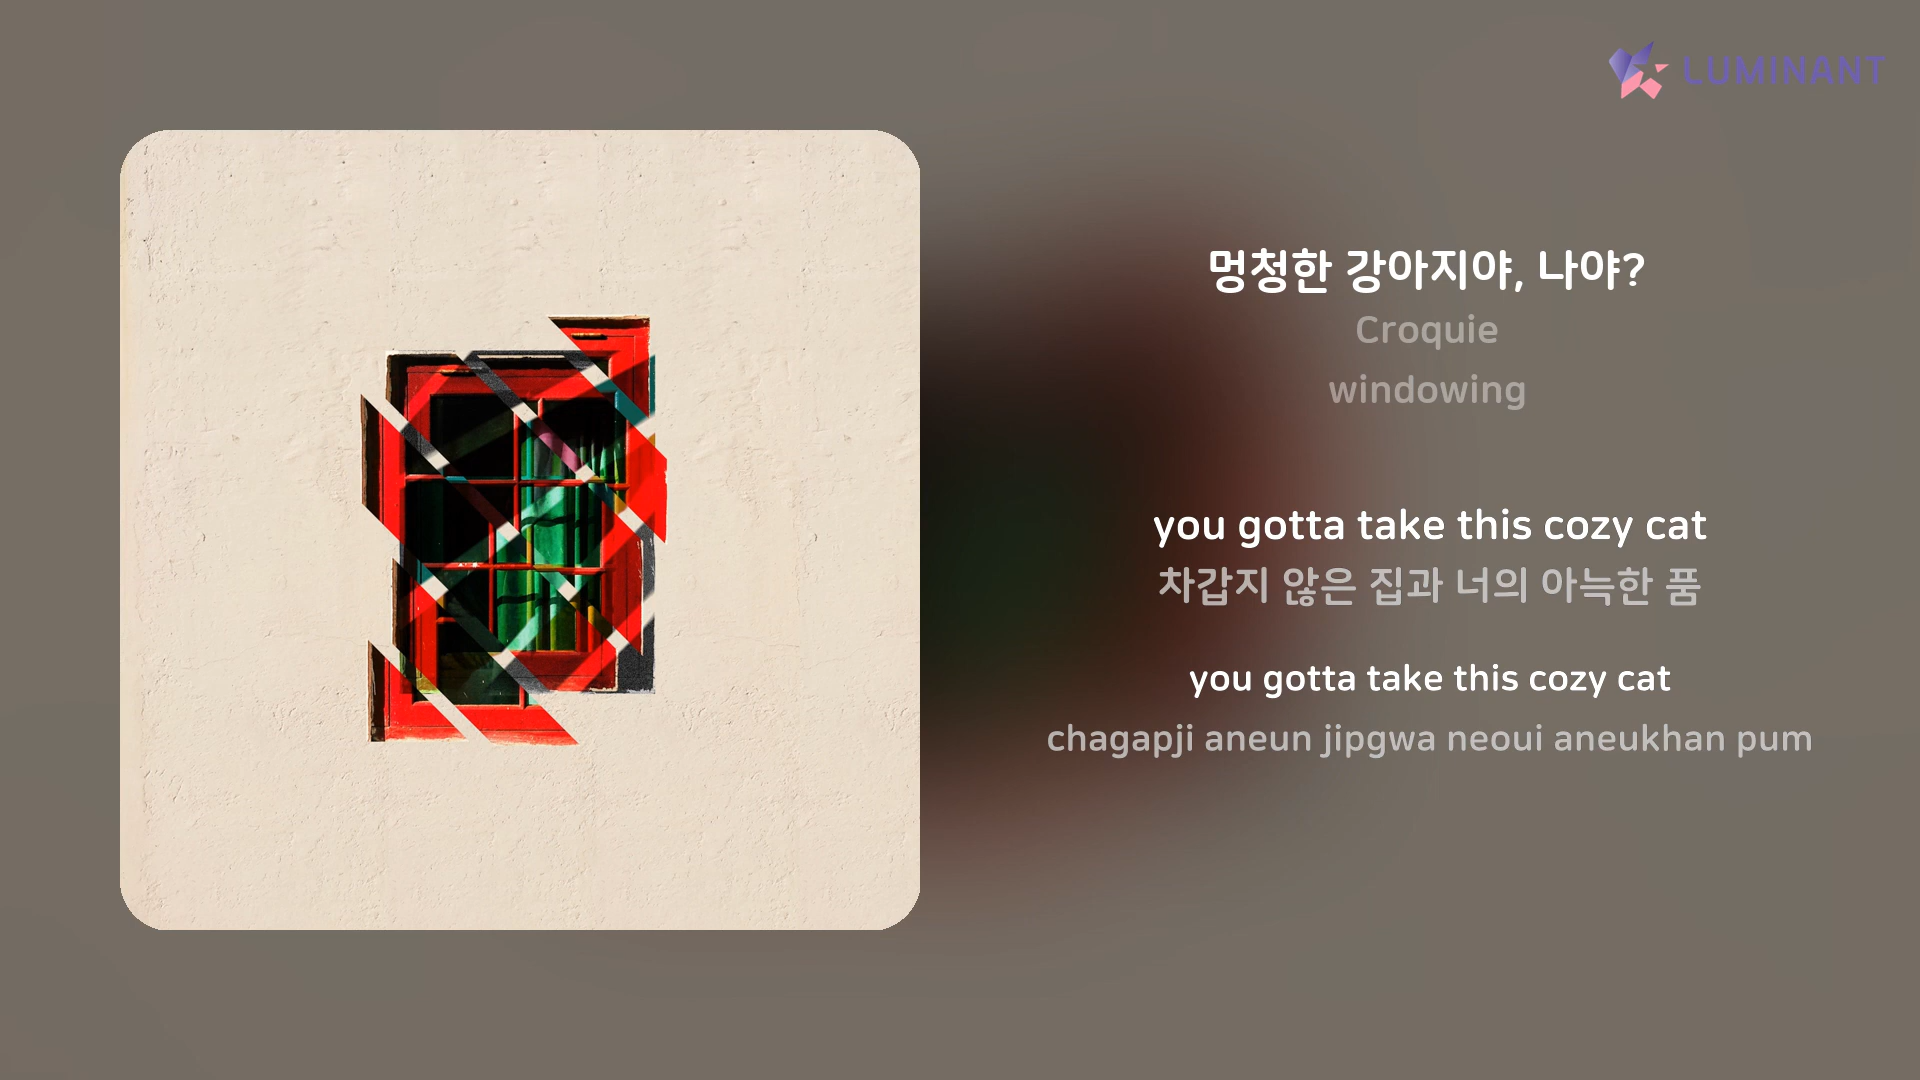 LUMINANT
멍청한 강아지야, 나야?
Croquie
windowing
you gotta take this cozy cat
차갑지 않은 집과 너의 아늑한 품
you gotta take this cozy cat
chagapji aneun jipgwa neoui aneukhan pum